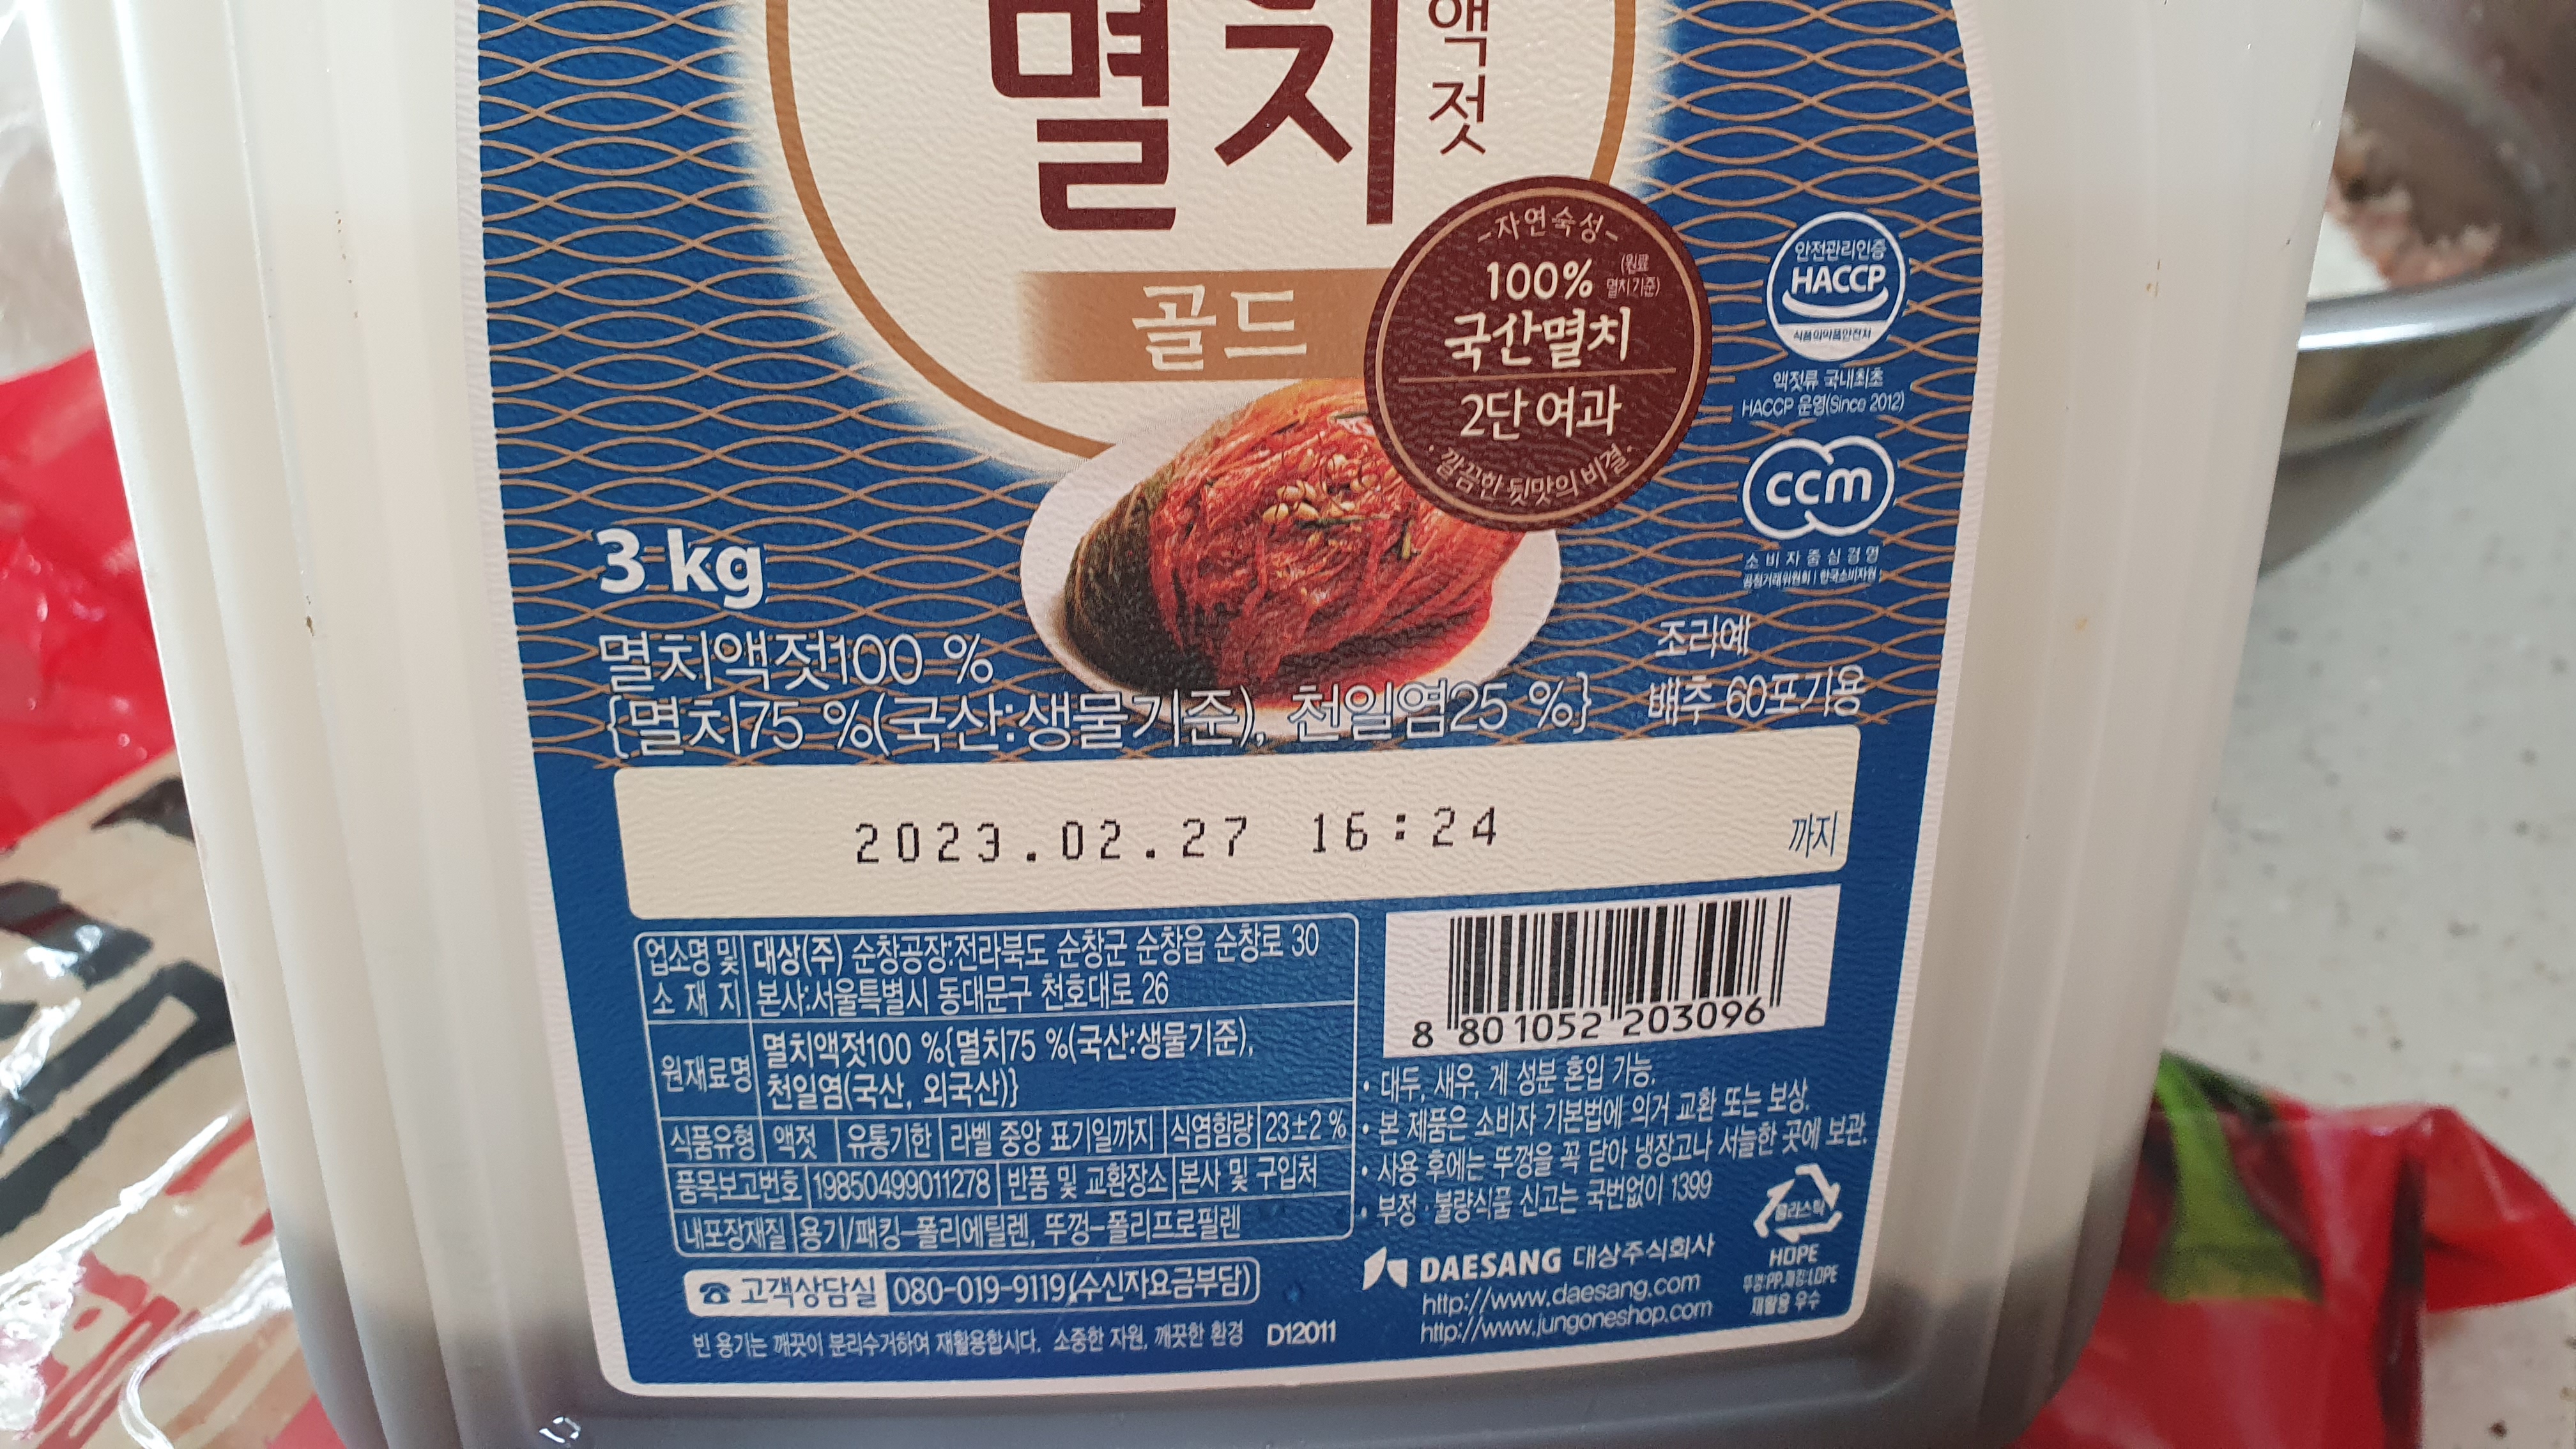 멸치
액젓
골드
-자연숙성-
100% (원료 멸치기준)
국산멸치
2단 여과
·깔끔한 뒷맛의 비결·
안전관리인증
HACCP
식품의약품안전처
액젓류 국내최초
HACCP 운영(Since 2012)
ccm
소비자중심경영
공정거래위원회 | 한국소비자원
3 kg
멸치액젓100 %
{멸치75 %(국산:생물기준), 천일염25 %}
조리예
배추 60포기용
2023.02.27 16:24 까지
업소명 및 소재지 대상(주) 순창공장:전라북도 순창군 순창읍 순창로 30
본사:서울특별시 동대문구 천호대로 26
원재료명 멸치액젓100 %{멸치75 %(국산:생물기준),
천일염(국산, 외국산)}
식품유형 액젓 유통기한 라벨 중앙 표기일까지 식염함량 23±2 %
품목보고번호 19850499011278 반품 및 교환장소 본사 및 구입처
내포장재질 용기/패킹-폴리에틸렌, 뚜껑-폴리프로필렌
☎ 고객상담실 080-019-9119(수신자요금부담)
빈 용기는 깨끗이 분리수거하여 재활용합시다. 소중한 자원, 깨끗한 환경 D12011
8 801052 203096
• 대두, 새우, 게 성분 혼입 가능.
• 본 제품은 소비자 기본법에 의거 교환 또는 보상.
• 사용 후에는 뚜껑을 꼭 닫아 냉장고나 서늘한 곳에 보관.
• 부정·불량식품 신고는 국번없이 1399
DAESANG 대상주식회사
http://www.daesang.com
http://www.jungoneshop.com
플라스틱
HDPE
뚜껑:PP,패킹:LDPE
재활용 우수